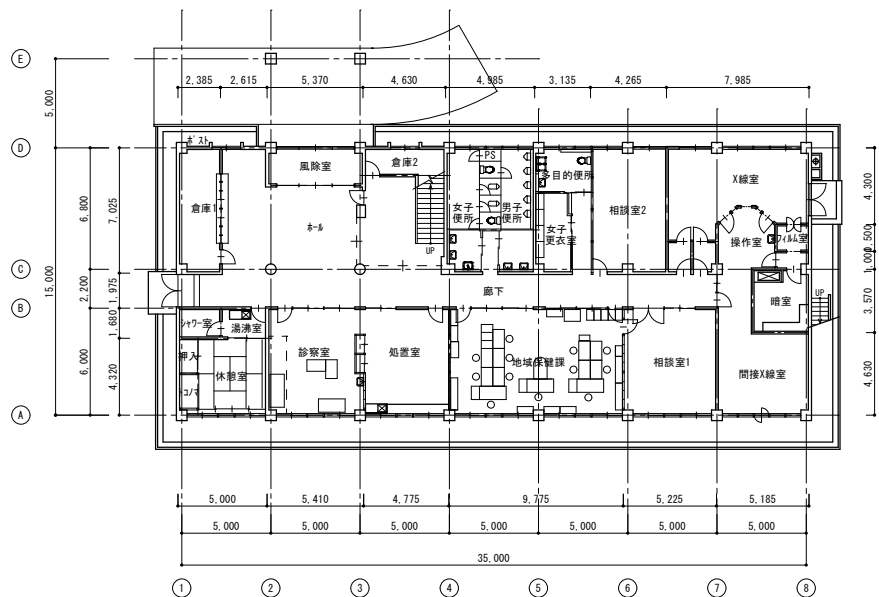 E
2,385
2,615
5,370
4,630
4,985
3,135
4,265
7,985
5,000
D
ポスト
風除室
倉庫2
PS
多目的便所
X線室
倉庫1
ホール
女子
便所
男子
便所
女子
更衣室
相談室2
操作室
フィルム室
UP
6,800
7,025
4,300
1,500
1,000
C
廊下
15,000
2,200
1,975
B
暗室
UP
3,570
1,680
シャワー室
湯沸室
診察室
処置室
地域保健課
相談室1
間接X線室
押入
休憩室
トコノマ
6,000
4,320
4,630
A
5,000
5,410
4,775
9,775
5,225
5,185
5,000
5,000
5,000
5,000
5,000
5,000
5,000
35,000
1
2
3
4
5
6
7
8